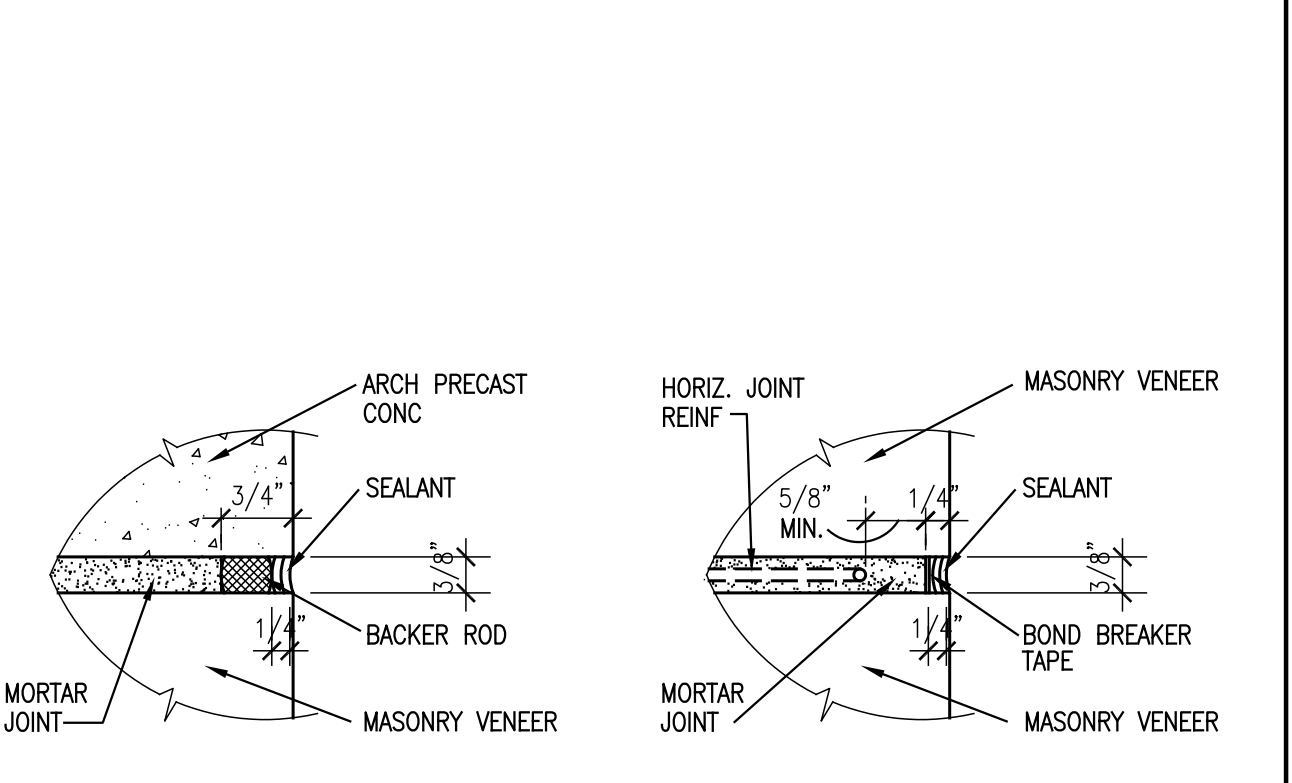 ARCH PRECAST
CONC
3/4"
SEALANT
3/8"
1/4"
BACKER ROD
MORTAR
JOINT
MASONRY VENEER
HORIZ. JOINT
REINF
MASONRY VENEER
5/8"
MIN.
1/4"
SEALANT
3/8"
1/4"
BOND BREAKER
TAPE
MORTAR
JOINT
MASONRY VENEER